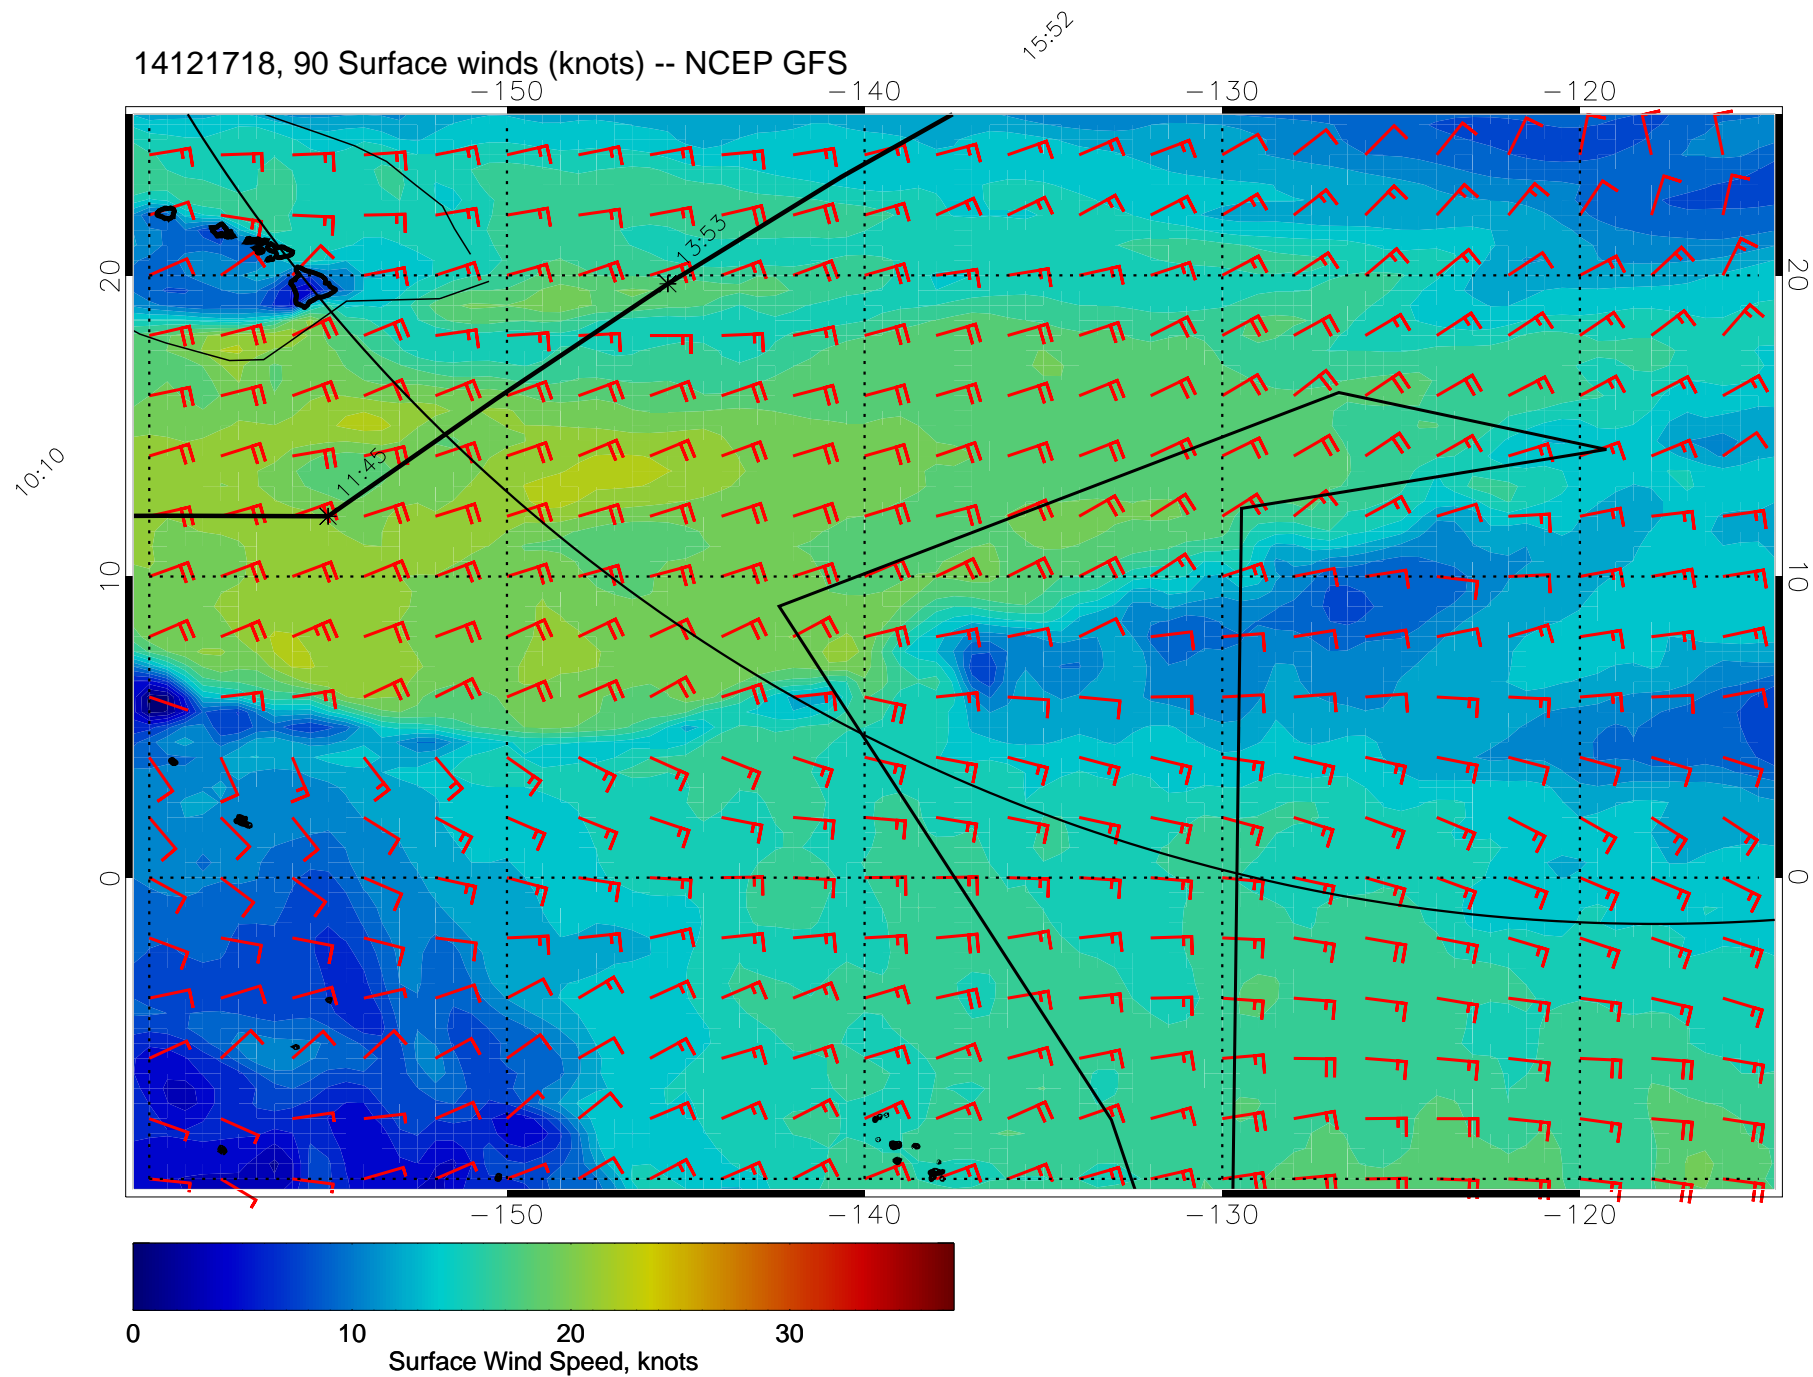 15:52
14121718, 90 Surface winds (knots) -- NCEP GFS
-150 -140 -130 -120
13:53
20 20
11:45
10:10
10 10
0 0
-150 -140 -130 -120
0 10 20 30
Surface Wind Speed, knots